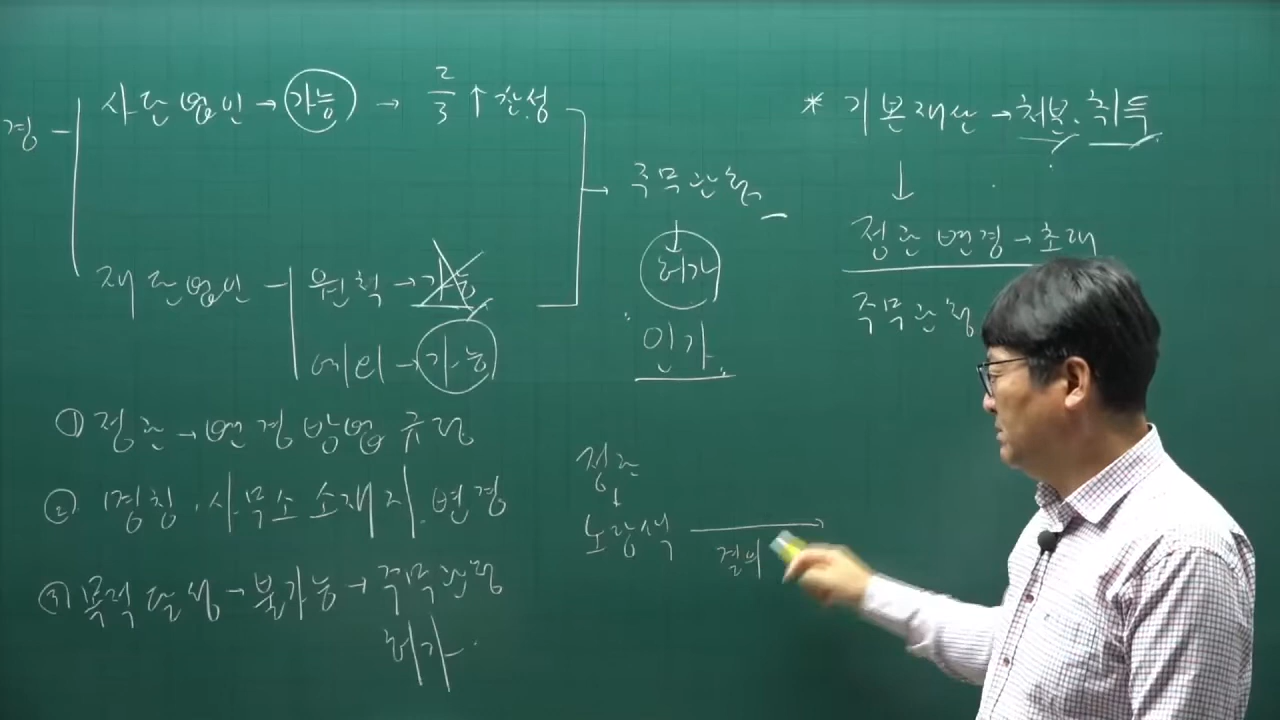 경
사단법인 → 가능 → 2/3 ↑ 찬성
재단법인
원칙 → 가능
예외 → 가능
① 정관 → 변경방법 규정
② 명칭 · 사무소 소재지 변경
③ 목적달성 → 불가능 → 주무관청
허가
주무관청
허가
인가
정관
노랑색
결의
* 기본재산 → 처분 · 취득
정관변경 → 초래
주무관청